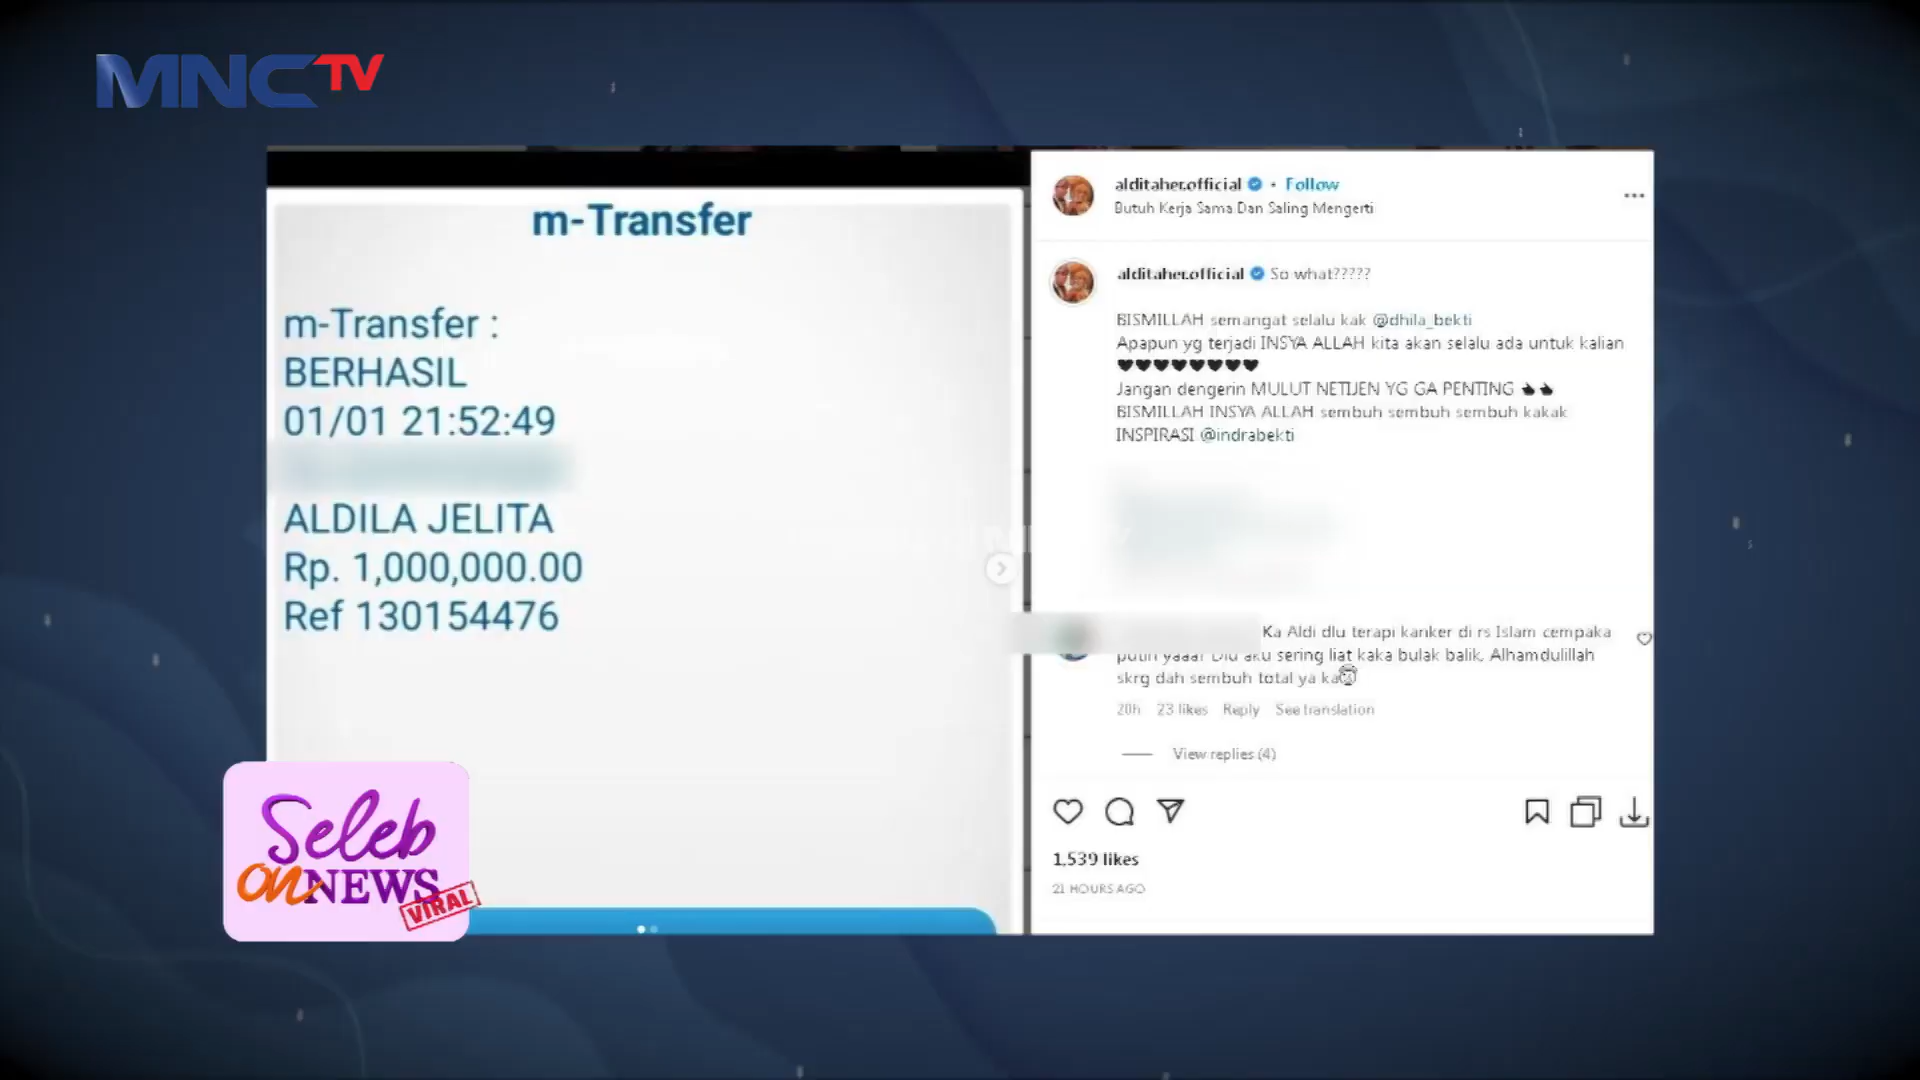 MNCTV
m-Transfer
m-Transfer :
BERHASIL
01/01 21:52:49
ALDILA JELITA
Rp. 1,000,000.00
Ref 130154476
Seleb
on NEWS
VIRAL
alditaher.official • Follow
Butuh Kerja Sama Dan Saling Mengerti
alditaher.official So what?????
BISMILLAH semangat selalu kak @dhila_bekti
Apapun yg terjadi INSYA ALLAH kita akan selalu ada untuk kalian
🖤🖤🖤🖤🖤🖤🖤🖤
Jangan dengerin MULUT NETIJEN YG GA PENTING 👍👍
BISMILLAH INSYA ALLAH sembuh sembuh sembuh kakak
INSPIRASI @indrabekti
Ka Aldi dlu terapi kanker di rs Islam cempaka
putih yaaa? Dlu aku sering liat kaka bulak balik. Alhamdulillah
skrg dah sembuh total ya ka
20h 23 likes Reply See translation
View replies (4)
1,539 likes
21 HOURS AGO